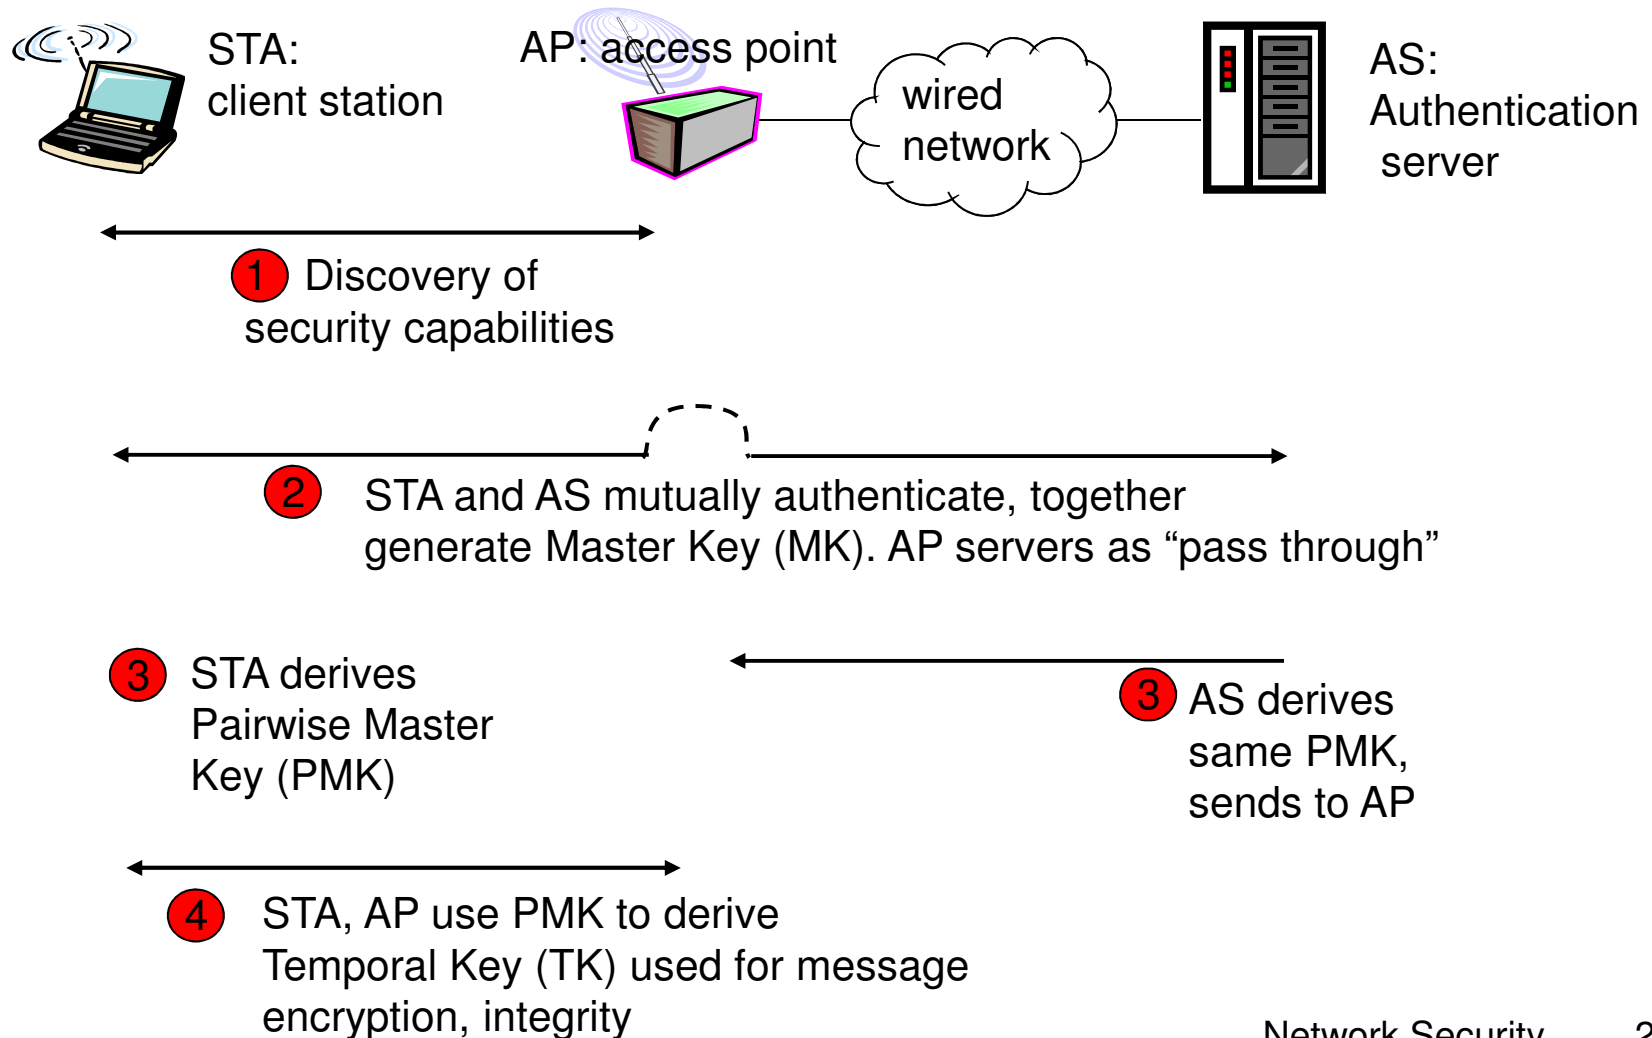 STA:
client station
AP: access point
wired
network
AS:
Authentication
server
1 Discovery of
security capabilities
2 STA and AS mutually authenticate, together
generate Master Key (MK). AP servers as “pass through”
3 STA derives
Pairwise Master
Key (PMK)
3 AS derives
same PMK,
sends to AP
4 STA, AP use PMK to derive
Temporal Key (TK) used for message
encryption, integrity
Network Security 2